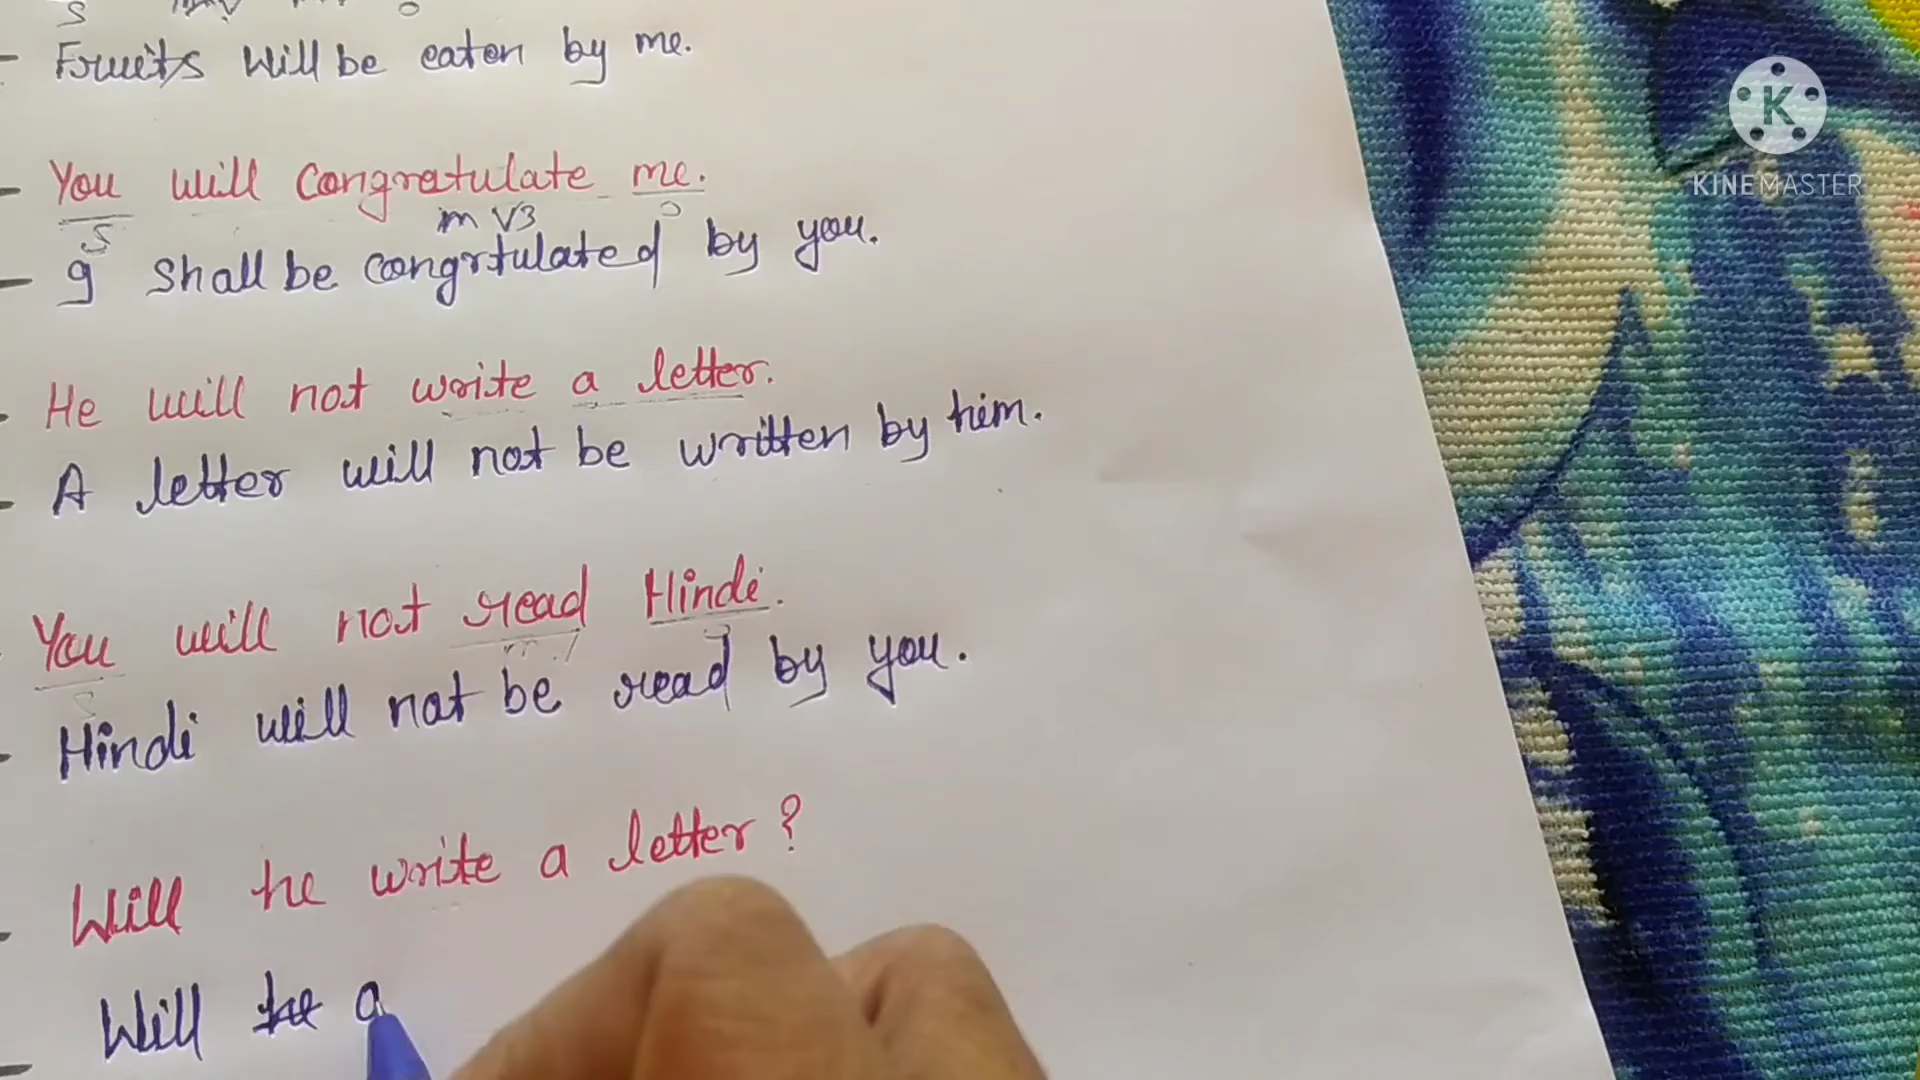 S
Fruits Will be eaten by me.
You will Congratulate me.
S m V3 o
I Shall be Congrtulated by you.
He will not write a letter.
A letter will not be written by him.
You will not read Hindi.
Hindi will not be read by you.
Will he write a letter?
Will he a
K
KINEMASTER